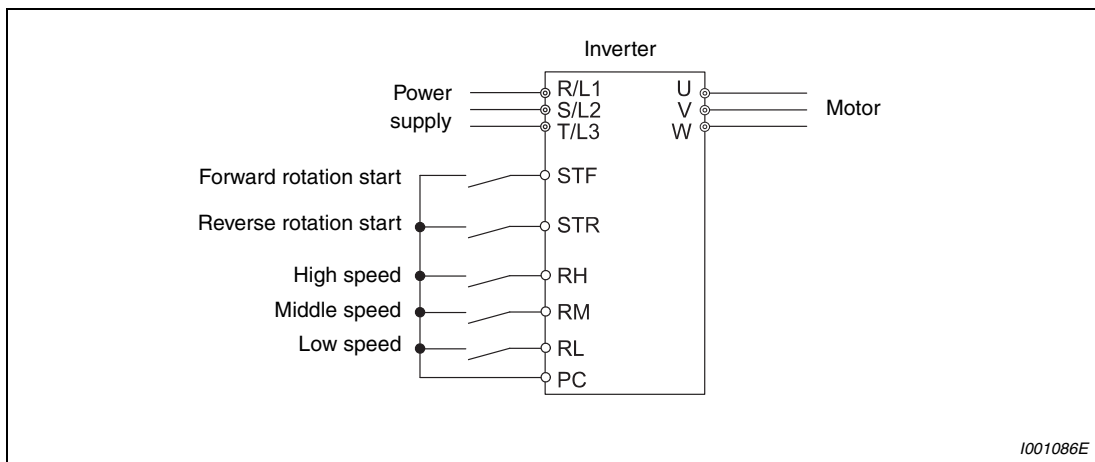 Inverter
Power
supply
R/L1
S/L2
T/L3
U
V
W
Motor
Forward rotation start
STF
Reverse rotation start
STR
High speed
RH
Middle speed
RM
Low speed
RL
PC
I001086E